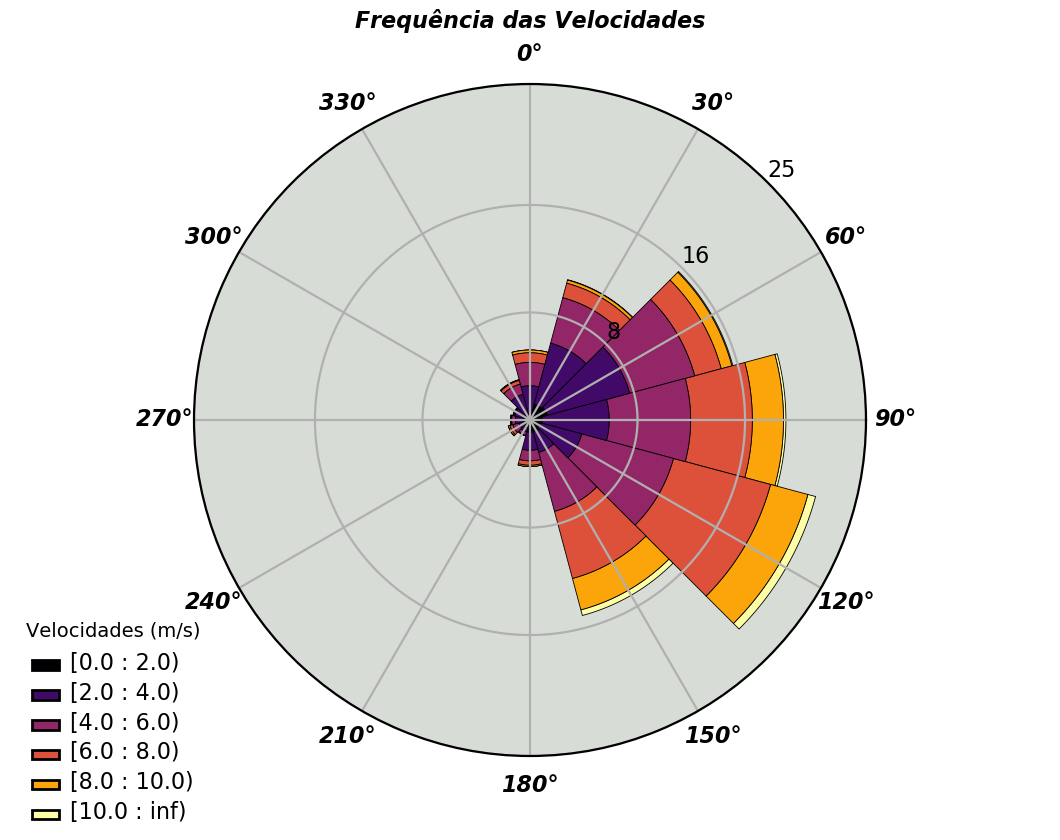 Frequência das Velocidades
0°
330°
30°
25
300°
60°
16
8
270°
90°
240°
120°
210°
150°
180°
Velocidades (m/s)
[0.0 : 2.0)
[2.0 : 4.0)
[4.0 : 6.0)
[6.0 : 8.0)
[8.0 : 10.0)
[10.0 : inf)